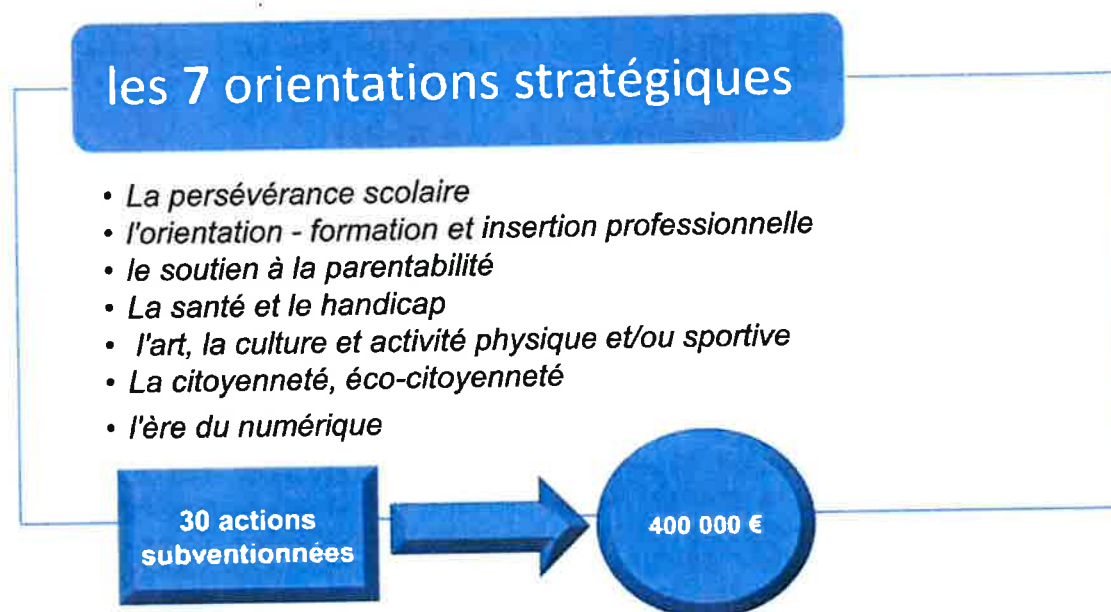 les 7 orientations stratégiques
• La persévérance scolaire
• l'orientation - formation et insertion professionnelle
• le soutien à la parentabilité
• La santé et le handicap
• l'art, la culture et activité physique et/ou sportive
• La citoyenneté, éco-citoyenneté
• l'ère du numérique
30 actions
subventionnées
400 000 €